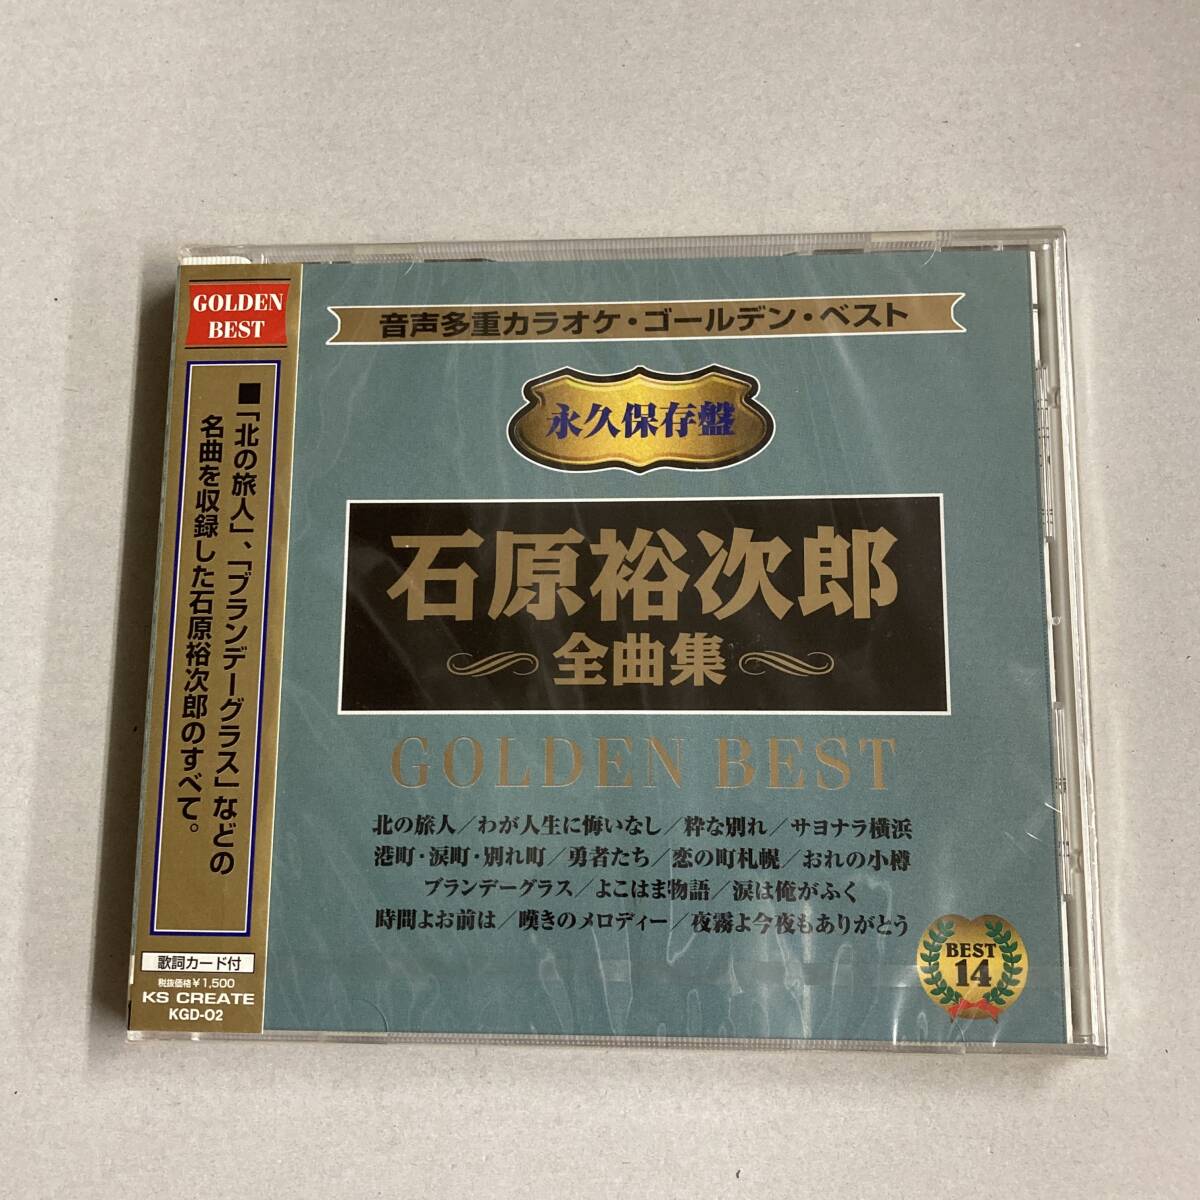 GOLDEN
BEST
■「北の旅人」、「ブランデーグラス」などの
名曲を収録した石原裕次郎のすべて。
歌詞カード付
税抜価格¥1,500
KS CREATE
KGD-02
音声多重カラオケ・ゴールデン・ベスト
永久保存盤
石原裕次郎
全曲集
GOLDEN BEST
北の旅人／わが人生に悔いなし／粋な別れ／サヨナラ横浜
港町・涙町・別れ町／勇者たち／恋の町札幌／おれの小樽
ブランデーグラス／よこはま物語／涙は俺がふく
時間よお前は／嘆きのメロディー／夜霧よ今夜もありがとう
BEST
14